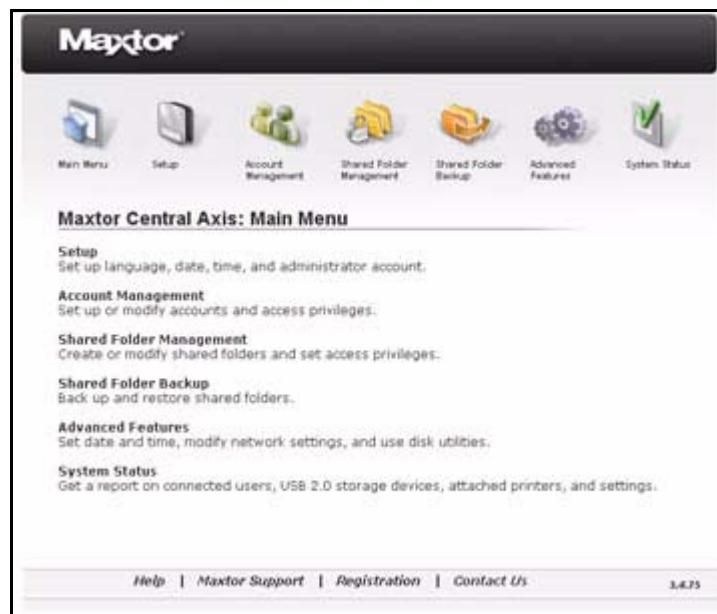 Maxtor
Main Menu
Setup
Account Management
Shared Folder Management
Shared Folder Backup
Advanced Features
System Status
Maxtor Central Axis: Main Menu
Setup
Set up language, date, time, and administrator account.
Account Management
Set up or modify accounts and access privileges.
Shared Folder Management
Create or modify shared folders and set access privileges.
Shared Folder Backup
Back up and restore shared folders.
Advanced Features
Set date and time, modify network settings, and use disk utilities.
System Status
Get a report on connected users, USB 2.0 storage devices, attached printers, and settings.
Help | Maxtor Support | Registration | Contact Us
3.4.73